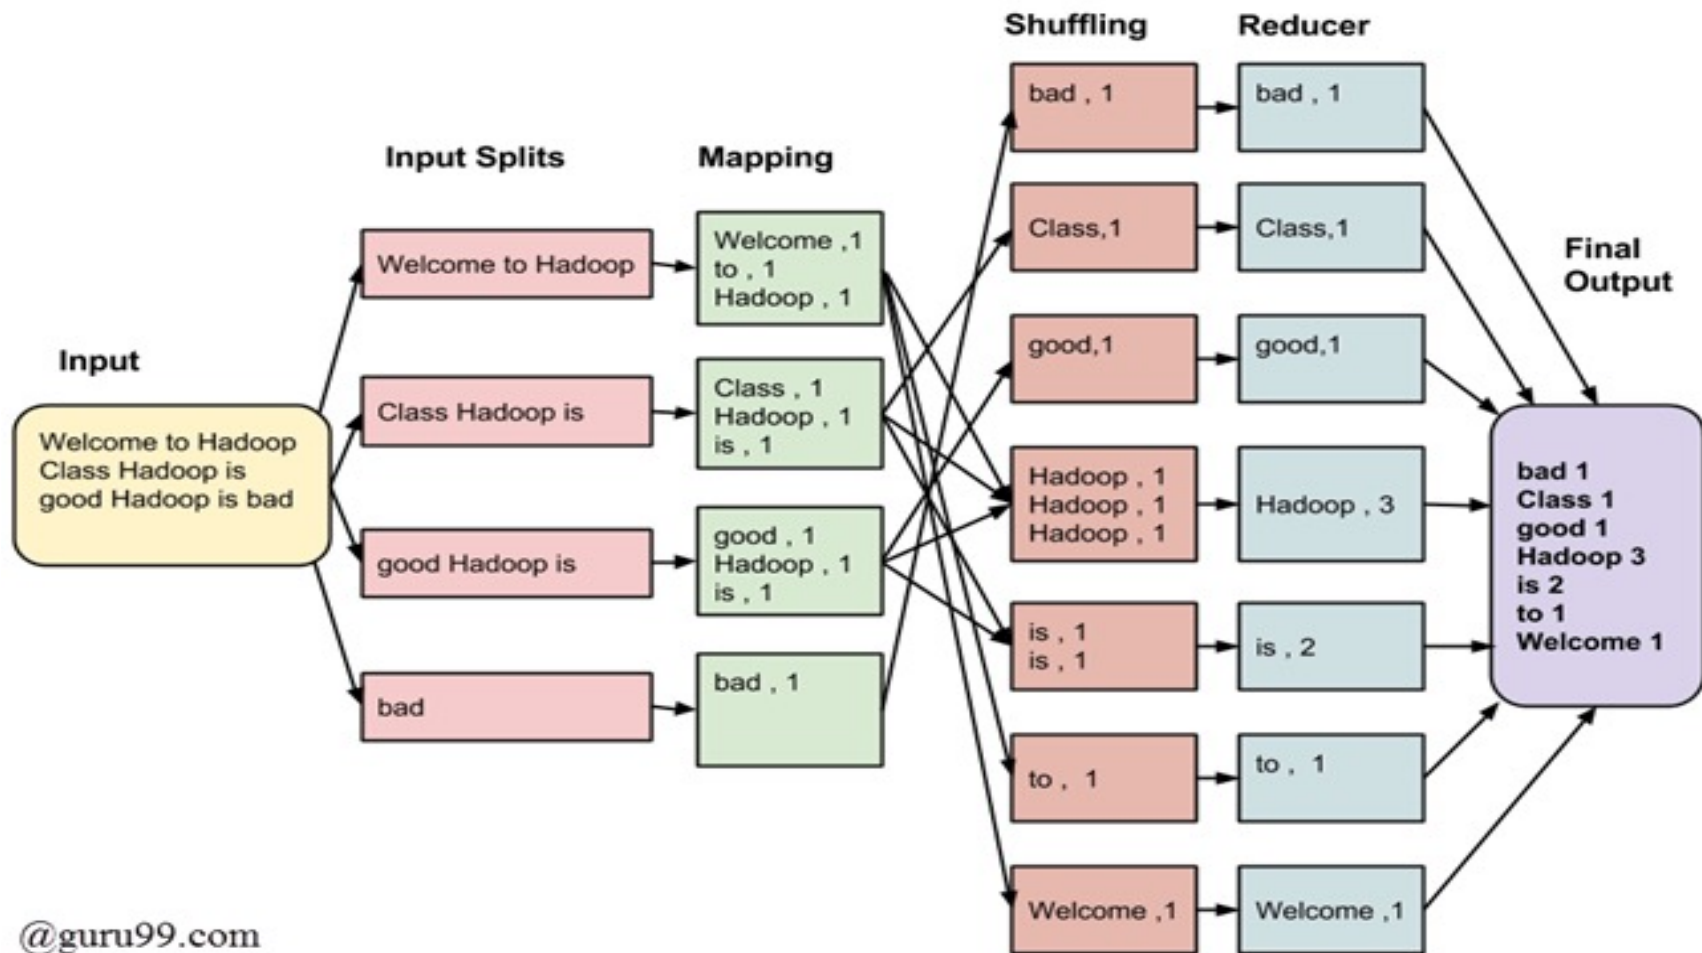 Shuffling
Reducer
Input Splits
Mapping
Input
Final
Output
Welcome to Hadoop
Class Hadoop is
good Hadoop is bad
Welcome to Hadoop
Class Hadoop is
good Hadoop is
bad
Welcome ,1
to , 1
Hadoop , 1
Class , 1
Hadoop , 1
is , 1
good , 1
Hadoop , 1
is , 1
bad , 1
bad , 1
Class,1
good,1
Hadoop , 1
Hadoop , 1
Hadoop , 1
is , 1
is , 1
to , 1
Welcome ,1
bad , 1
Class,1
good,1
Hadoop , 3
is , 2
to , 1
Welcome ,1
bad 1
Class 1
good 1
Hadoop 3
is 2
to 1
Welcome 1
@guru99.com